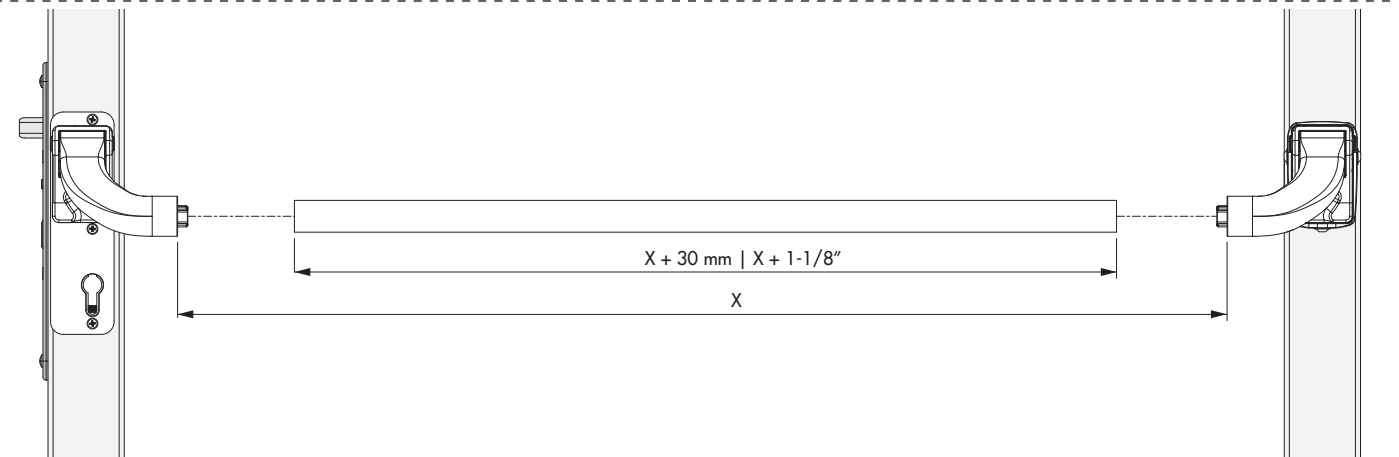 X + 30 mm | X + 1-1/8″
X